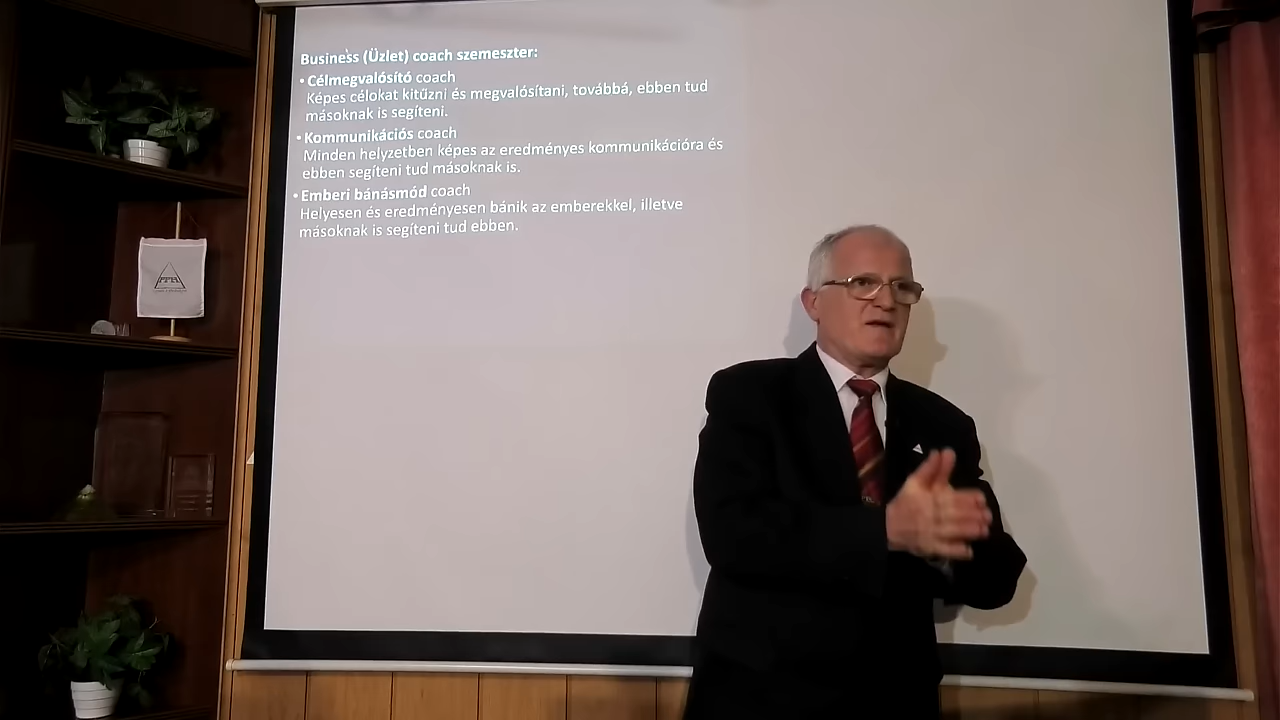 Business (Üzlet) coach szemeszter:
• Célmegvalósító coach
Képes célokat kitűzni és megvalósítani, továbbá, ebben tud
másoknak is segíteni.
• Kommunikációs coach
Minden helyzetben képes az eredményes kommunikációra és
ebben segíteni tud másoknak is.
• Emberi bánásmód coach
Helyesen és eredményesen bánik az emberekkel, illetve
másoknak is segíteni tud ebben.